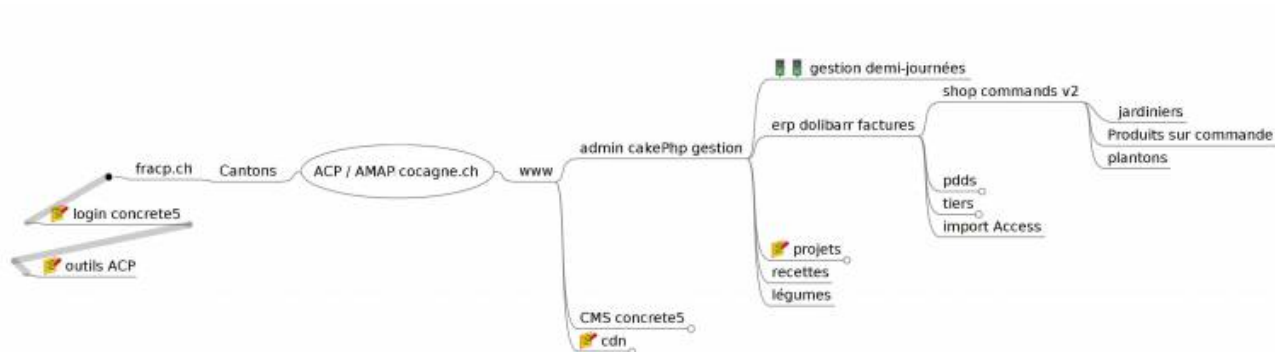 gestion demi-journées
shop commands v2
jardiniers
erp dolibarr factures
Produits sur commande
admin cakePhp gestion
plantons
fracp.ch
Cantons
ACP / AMAP cocagne.ch
www
pdds
tiers
login concrete5
import Access
projets
outils ACP
recettes
légumes
CMS concrete5
cdn